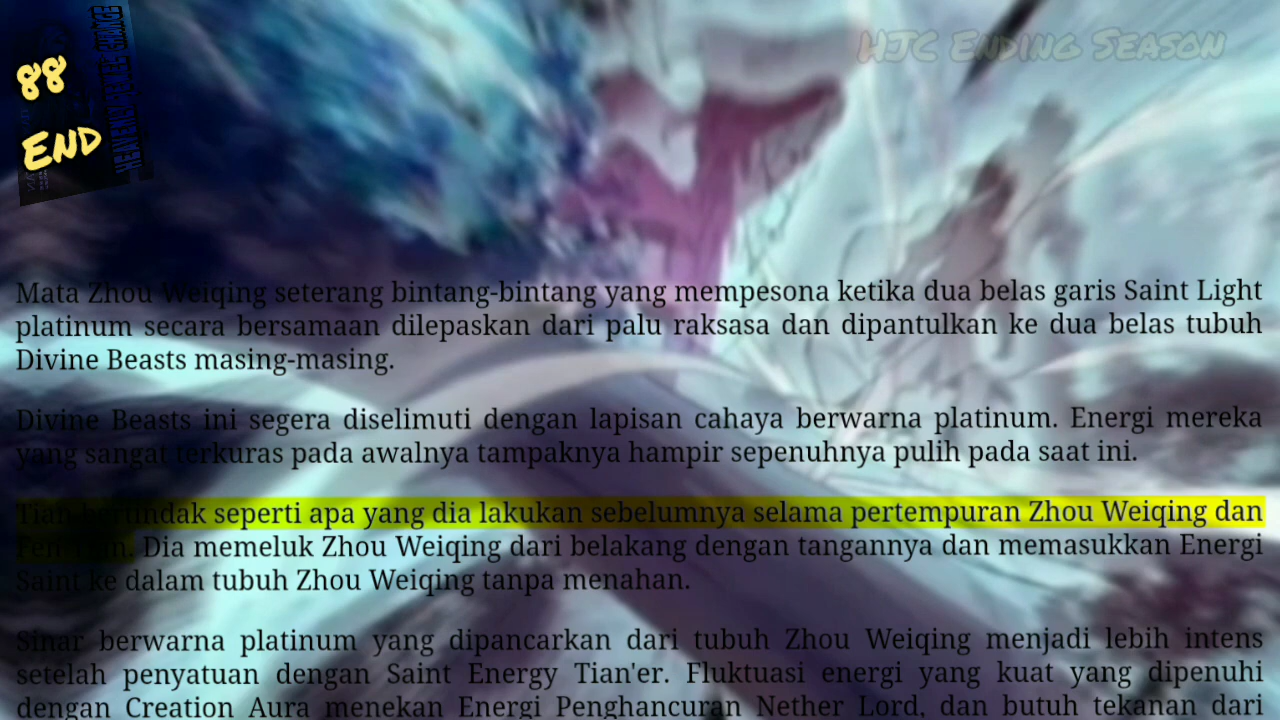 88
END
HEAVENLY JEWEL CHANGE
HJC Ending Season
Mata Zhou Weiqing seterang bintang-bintang yang mempesona ketika dua belas garis Saint Light
platinum secara bersamaan dilepaskan dari palu raksasa dan dipantulkan ke dua belas tubuh
Divine Beasts masing-masing.
Divine Beasts ini segera diselimuti dengan lapisan cahaya berwarna platinum. Energi mereka
yang sangat terkuras pada awalnya tampaknya hampir sepenuhnya pulih pada saat ini.
Tian bertindak seperti apa yang dia lakukan sebelumnya selama pertempuran Zhou Weiqing dan
Dia memeluk Zhou Weiqing dari belakang dengan tangannya dan memasukkan Energi
Saint ke dalam tubuh Zhou Weiqing tanpa menahan.
Sinar berwarna platinum yang dipancarkan dari tubuh Zhou Weiqing menjadi lebih intens
setelah penyatuan dengan Saint Energy Tian'er. Fluktuasi energi yang kuat yang dipenuhi
dengan Creation Aura menekan Energi Penghancuran Nether Lord, dan butuh tekanan dari